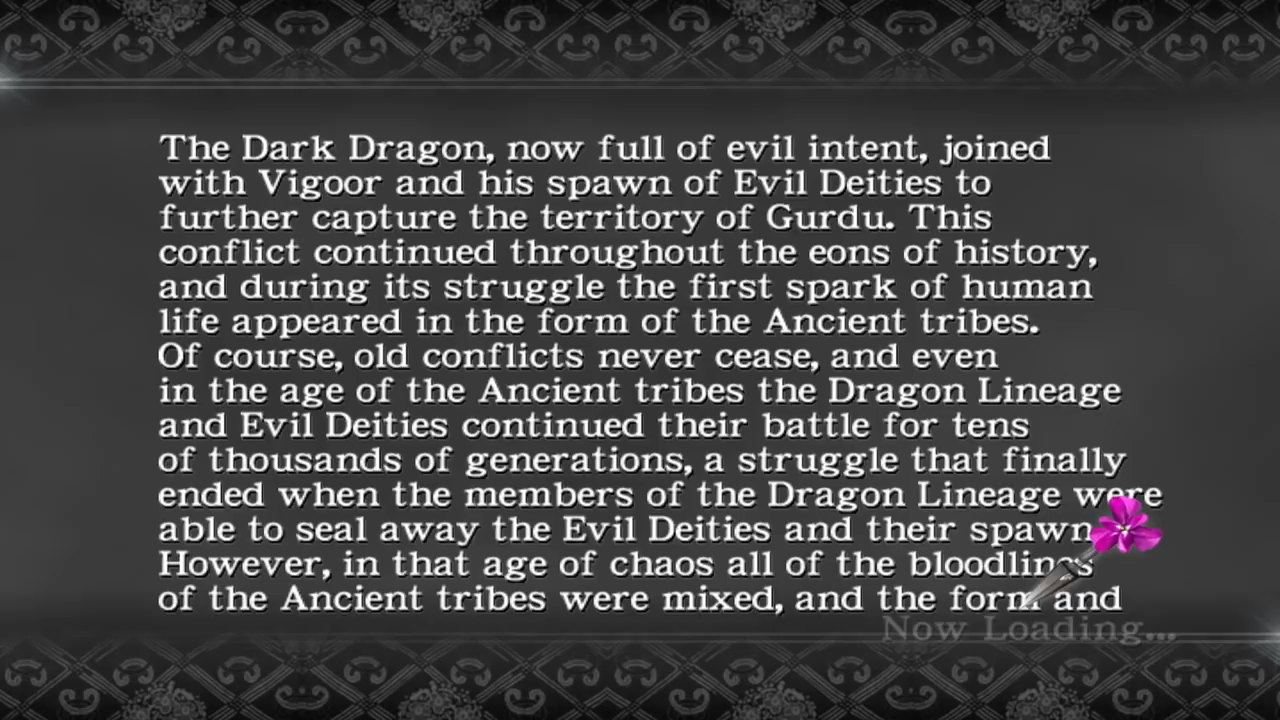 The Dark Dragon, now full of evil intent, joined
with Vigoor and his spawn of Evil Deities to
further capture the territory of Gurdu. This
conflict continued throughout the eons of history,
and during its struggle the first spark of human
life appeared in the form of the Ancient tribes.
Of course, old conflicts never cease, and even
in the age of the Ancient tribes the Dragon Lineage
and Evil Deities continued their battle for tens
of thousands of generations, a struggle that finally
ended when the members of the Dragon Lineage were
able to seal away the Evil Deities and their spawn
However, in that age of chaos all of the bloodlines
of the Ancient tribes were mixed, and the form and
Now Loading...